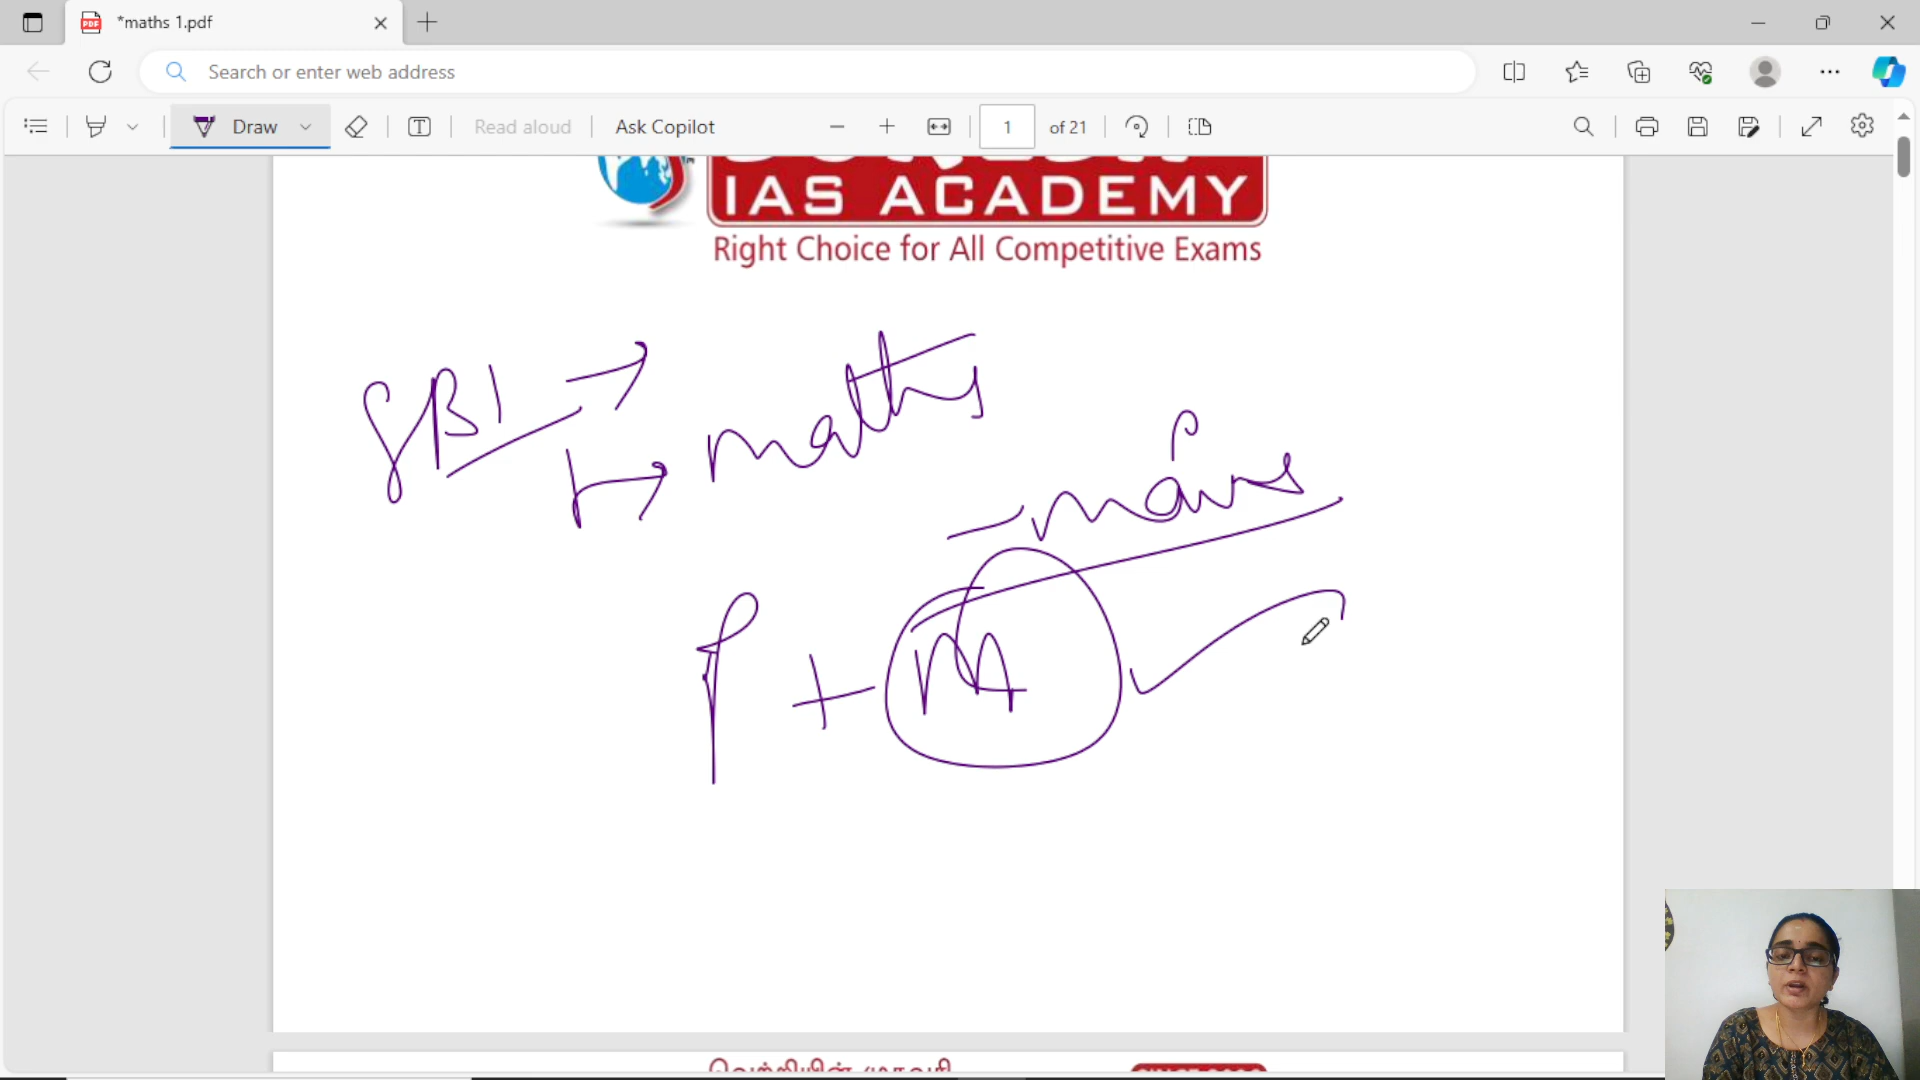 *maths 1.pdf
Search or enter web address
Draw
Read aloud
Ask Copilot
1 of 21
IAS ACADEMY
Right Choice for All Competitive Exams
SBI
maths
mains
P + M